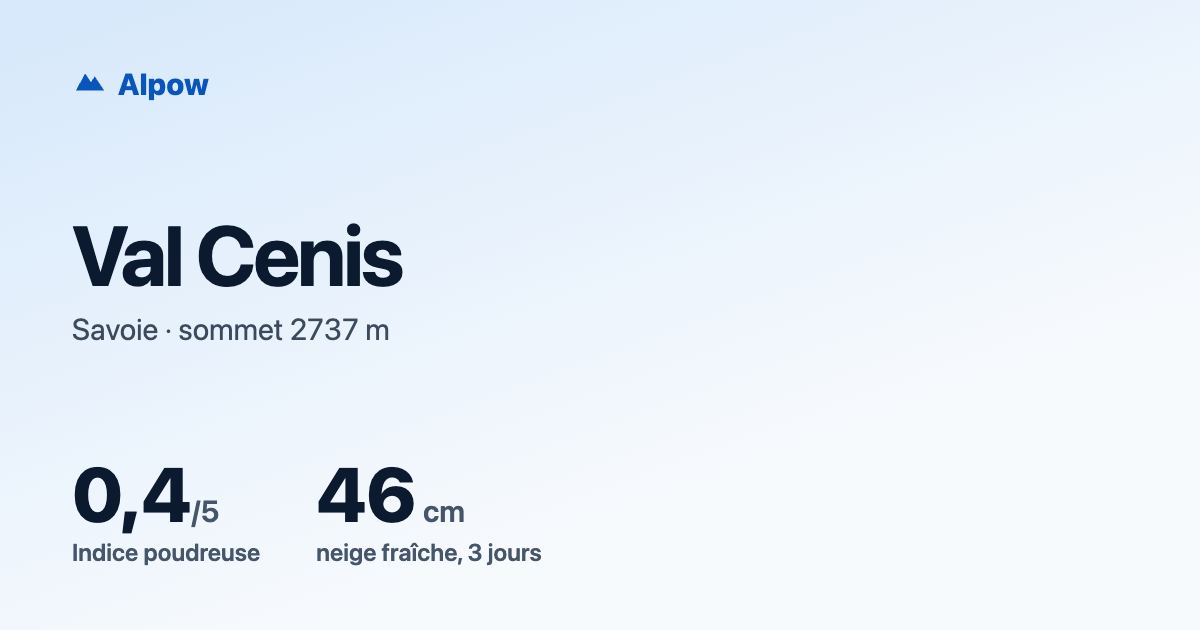 Alpow
Val Cenis
Savoie · sommet 2737 m
0,4/5
Indice poudreuse
46 cm
neige fraîche, 3 jours